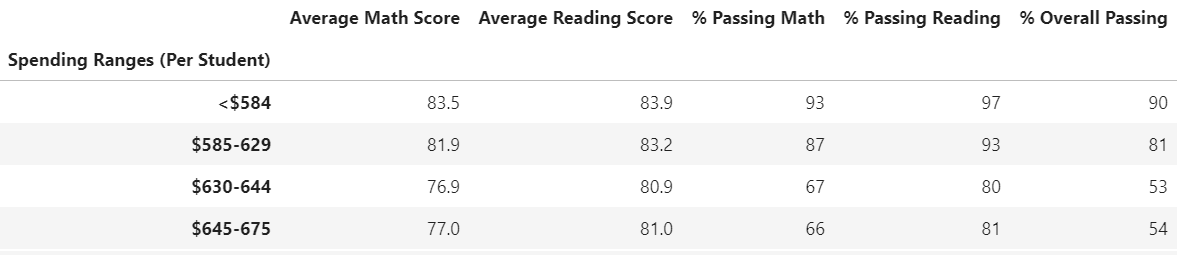 Average Math Score Average Reading Score % Passing Math % Passing Reading % Overall Passing
Spending Ranges (Per Student)
<$584 83.5 83.9 93 97 90
$585-629 81.9 83.2 87 93 81
$630-644 76.9 80.9 67 80 53
$645-675 77.0 81.0 66 81 54